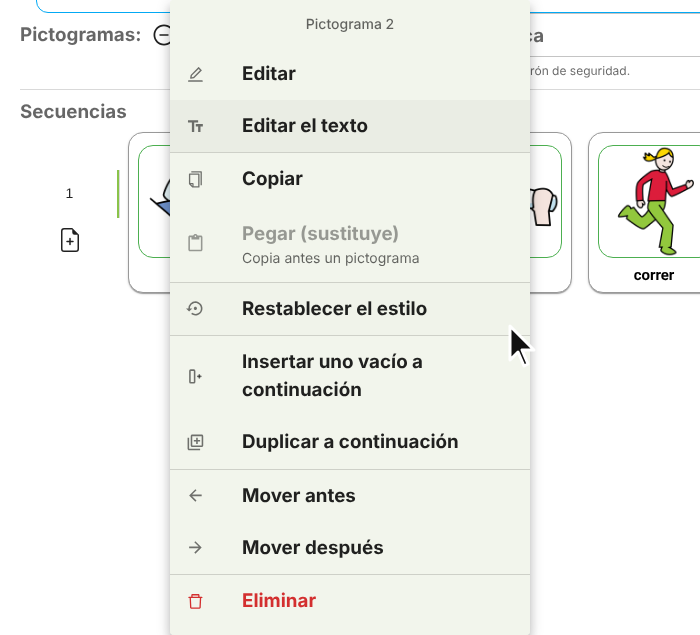 Pictograma 2
Pictogramas:
ca
rón de seguridad.
Secuencias
1
Editar
Editar el texto
Copiar
Pegar (sustituye)
Copia antes un pictograma
Restablecer el estilo
Insertar uno vacío a
continuación
Duplicar a continuación
Mover antes
Mover después
Eliminar
correr